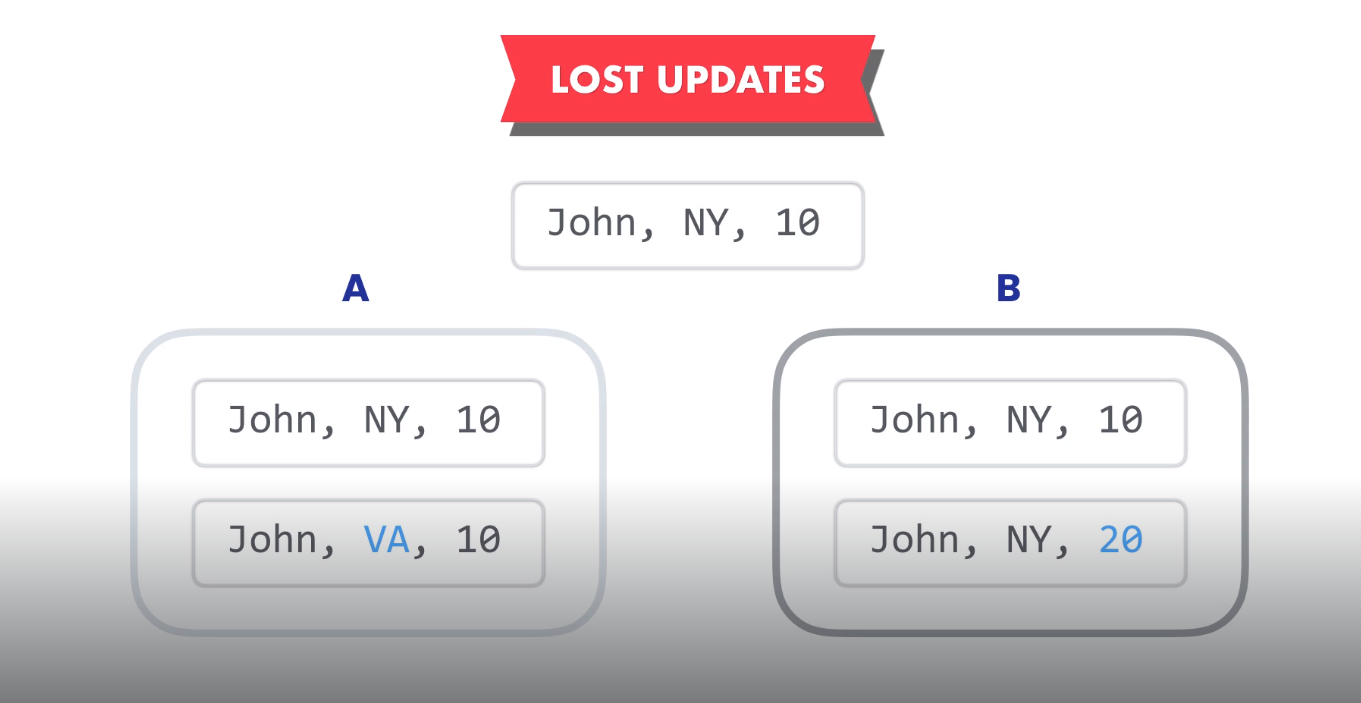 LOST UPDATES
John, NY, 10
A
B
John, NY, 10
John, NY, 10
John, VA, 10
John, NY, 20